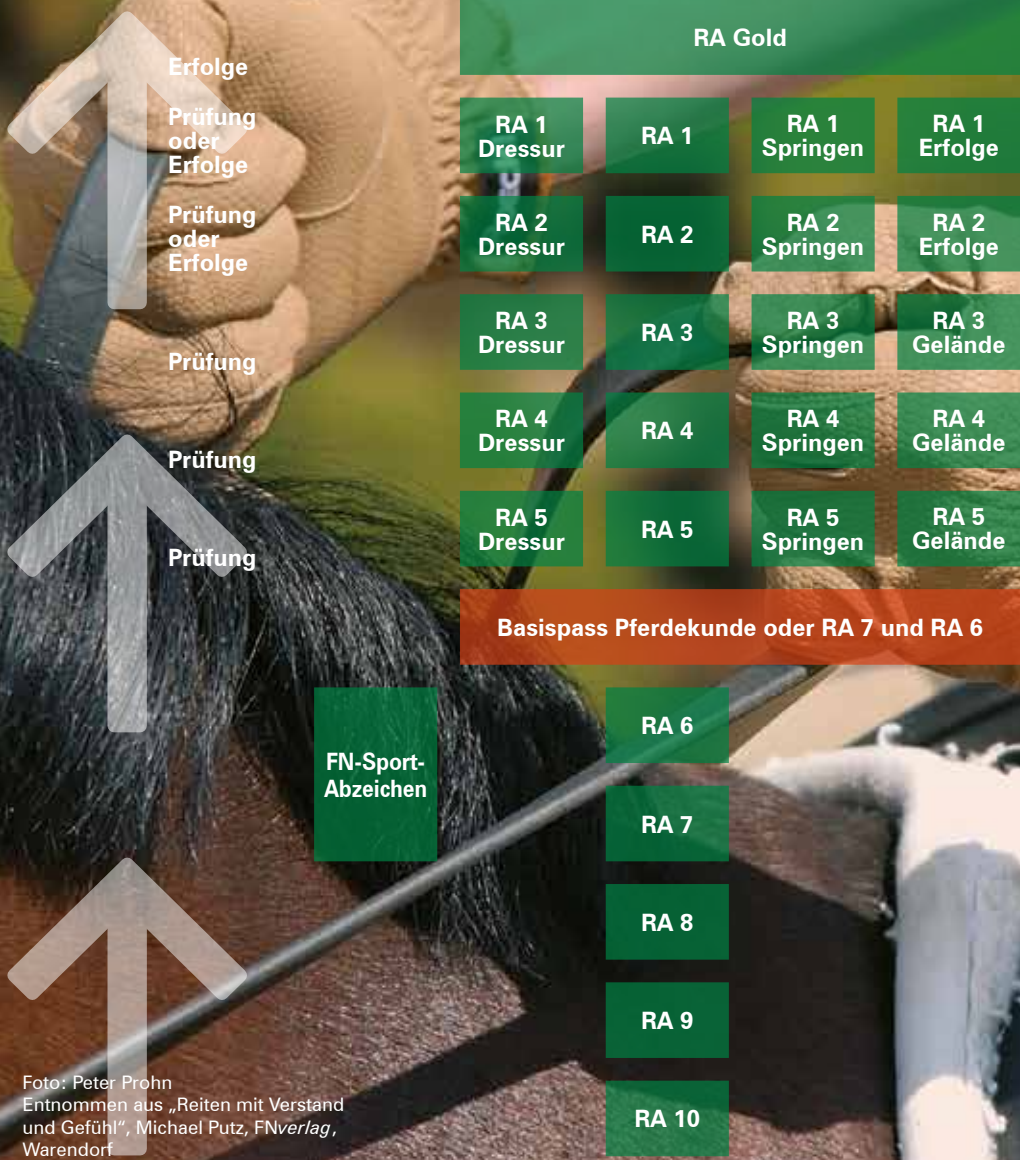 RA Gold
Erfolge
Prüfung
oder
Erfolge
RA 1
Dressur
RA 1
RA 1
Springen
RA 1
Erfolge
Prüfung
oder
Erfolge
RA 2
Dressur
RA 2
RA 2
Springen
RA 2
Erfolge
Prüfung
RA 3
Dressur
RA 3
RA 3
Springen
RA 3
Gelände
Prüfung
RA 4
Dressur
RA 4
RA 4
Springen
RA 4
Gelände
Prüfung
RA 5
Dressur
RA 5
RA 5
Springen
RA 5
Gelände
Basispass Pferdekunde oder RA 7 und RA 6
FN-Sport-
Abzeichen
RA 6
RA 7
RA 8
RA 9
RA 10
Foto: Peter Prohn
Entnommen aus „Reiten mit Verstand
und Gefühl“, Michael Putz, FNverlag,
Warendorf